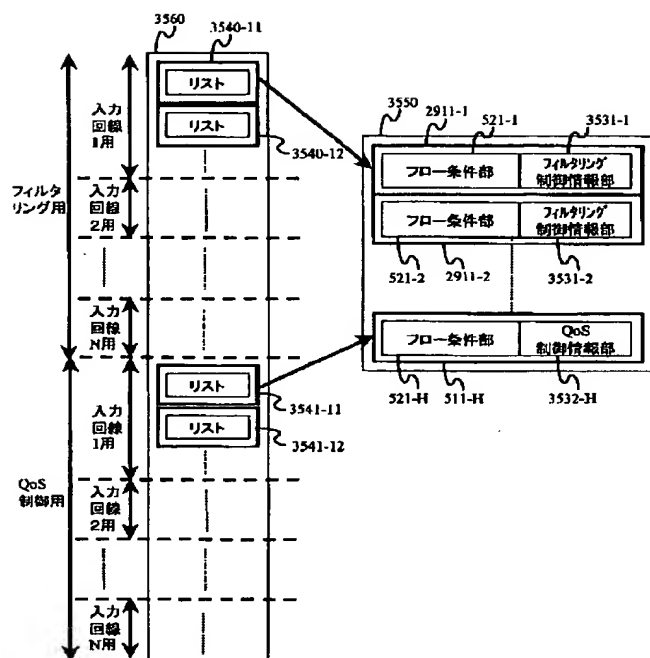 3560
3540-11
リスト
リスト
3540-12
入力
回線
1用
フィルタ
リング用
入力
回線
2用
入力
回線
N用
3550
2911-1
521-1
3531-1
フロー条件部
フィルタリング
制御情報部
フロー条件部
フィルタリング
制御情報部
521-2
2911-2
3531-2
フロー条件部
QoS
制御情報部
521-H
511-H
3532-H
リスト
3541-11
リスト
3541-12
入力
回線
1用
QoS
制御用
入力
回線
2用
入力
回線
N用